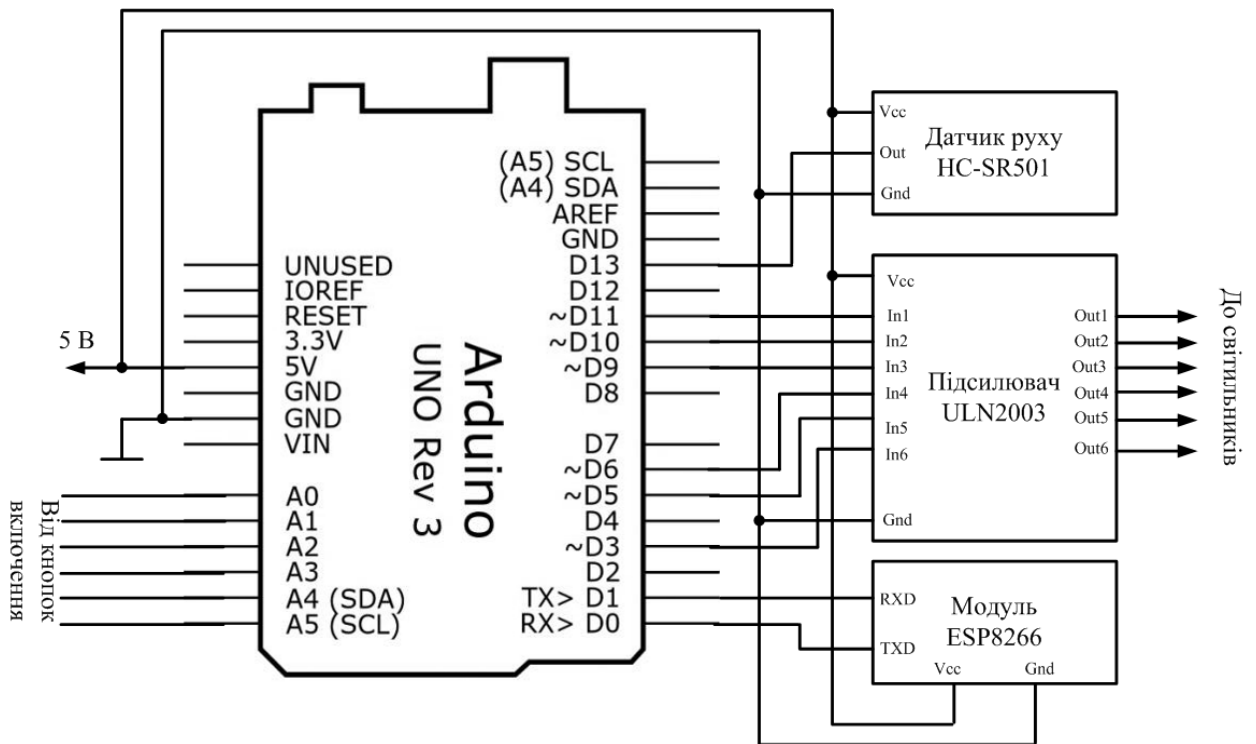 5 В
UNUSED
IOREF
RESET
3.3V
5V
GND
GND
VIN
A0
A1
A2
A3
A4 (SDA)
A5 (SCL)
Від кнопок
включення
Arduino
UNO Rev 3
(A5) SCL
(A4) SDA
AREF
GND
D13
D12
~D11
~D10
~D9
D8
D7
~D6
~D5
D4
~D3
D2
TX> D1
RX> D0
Vcc
Out
Gnd
Датчик руху
HC-SR501
Vcc
In1
In2
In3
In4
In5
In6
Gnd
Підсилювач
ULN2003
Out1
Out2
Out3
Out4
Out5
Out6
До світильників
RXD
TXD
Модуль
ESP8266
Vcc
Gnd